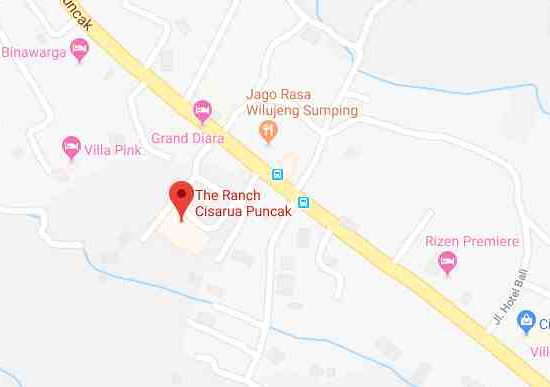 Puncak
Binawarga
Jago Rasa
Wilujeng Sumping
Grand Diara
Villa Pink
The Ranch
Cisarua Puncak
Rizen Premiere
Jl. Hotel Bali
Ci
Vill